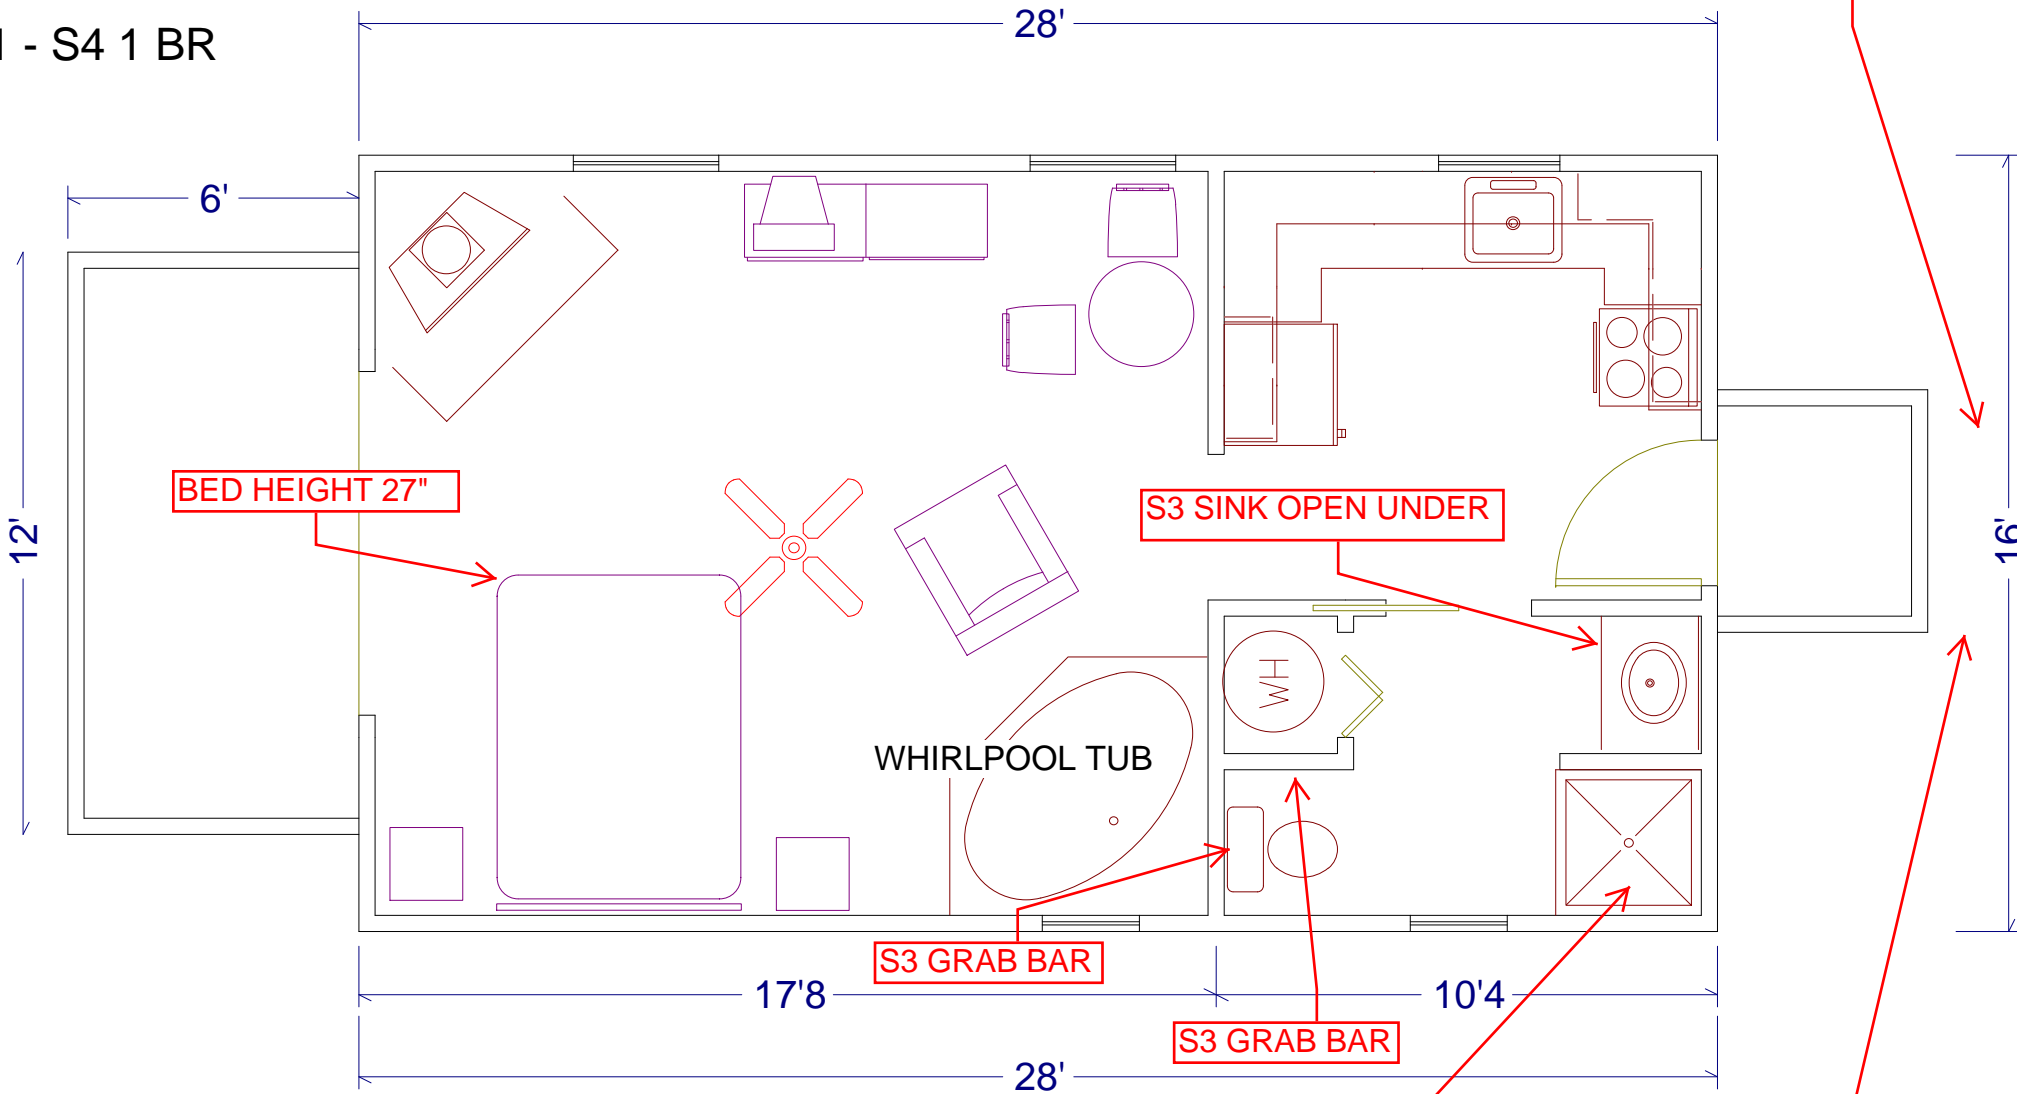 28'
- S4 1 BR
6'
BED HEIGHT 27"
S3 SINK OPEN UNDER
12'
16'
WH
WHIRLPOOL TUB
S3 GRAB BAR
17'8
10'4
S3 GRAB BAR
28'